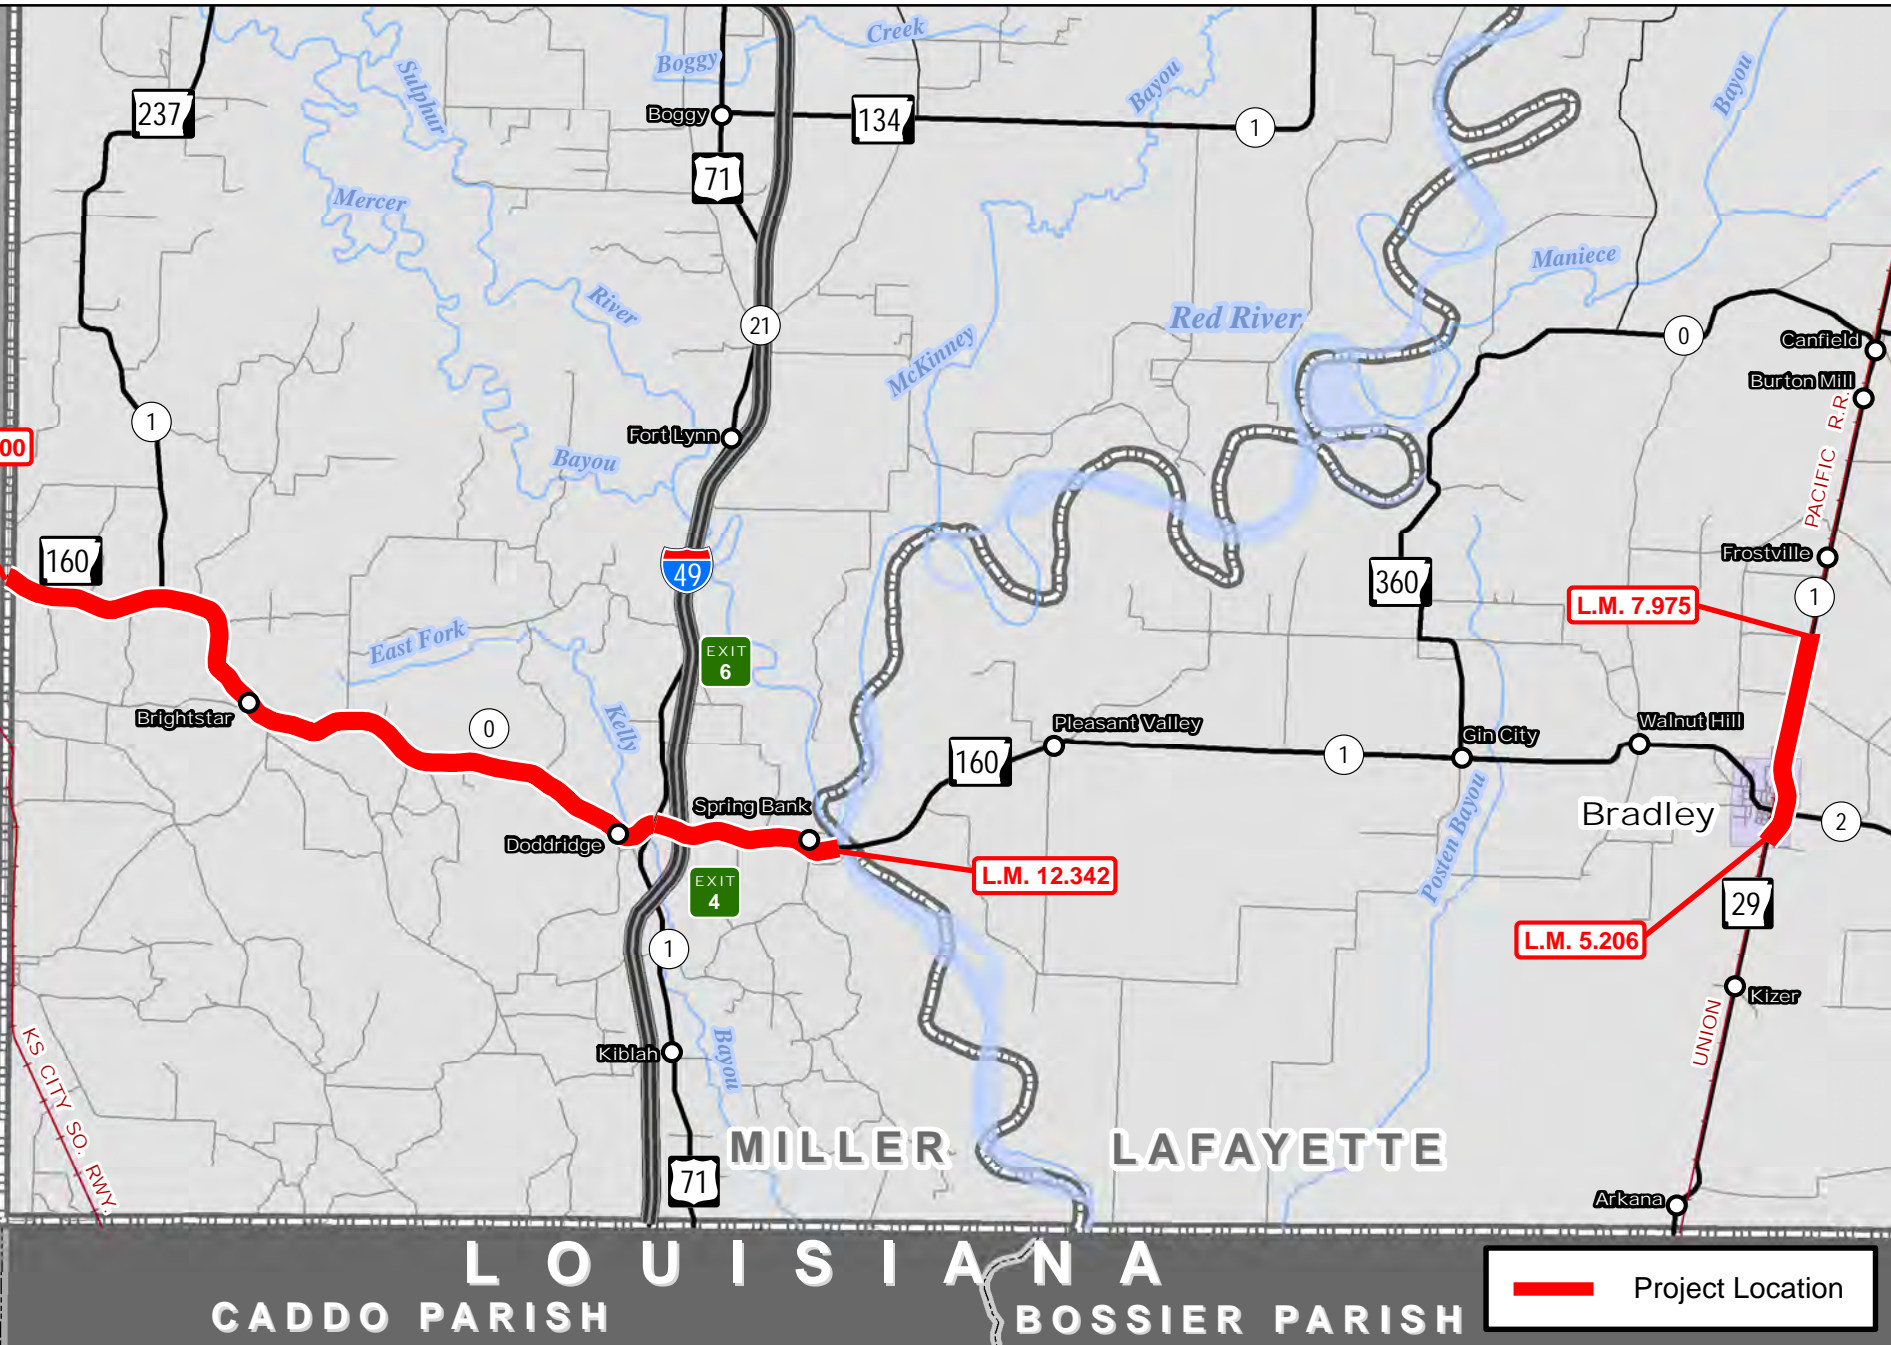 Creek
Boggy
Sulphur
Bayou
Bayou
237
Boggy
134
1
71
Mercer
Maniece
River
Red River
21
0
Canfield
McKinney
Burton Mill
1
Fort Lynn
00
Bayou
PACIFIC R.R.
160
49
Frostville
360
1
L.M. 7.975
East Fork
EXIT
6
Brightstar
0
Kelly
Pleasant Valley
Walnut Hill
Gin City
160
1
Spring Bank
Bradley
2
Doddridge
Posten Bayou
L.M. 12.342
EXIT
4
29
1
L.M. 5.206
Kizer
UNION
Kiblah
Bayou
KS CITY SO. RWY.
MILLER
LAFAYETTE
71
Arkana
LOUISIANA
CADDO PARISH
BOSSIER PARISH
Project Location